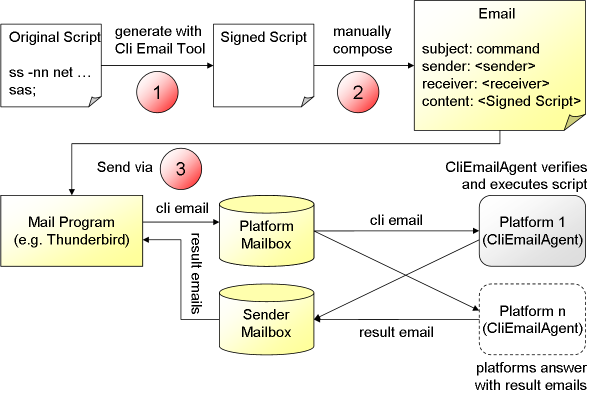 Original Script
ss -nn net …
sas;
generate with
Cli Email Tool
1
Signed Script
manually
compose
2
Email
subject: command
sender: <sender>
receiver: <receiver>
content: <Signed Script>
Send via
3
CliEmailAgent verifies
and executes script
Mail Program
(e.g. Thunderbird)
cli email
result emails
Platform
Mailbox
cli email
Platform 1
(CliEmailAgent)
Sender
Mailbox
result email
Platform n
(CliEmailAgent)
platforms answer
with result emails